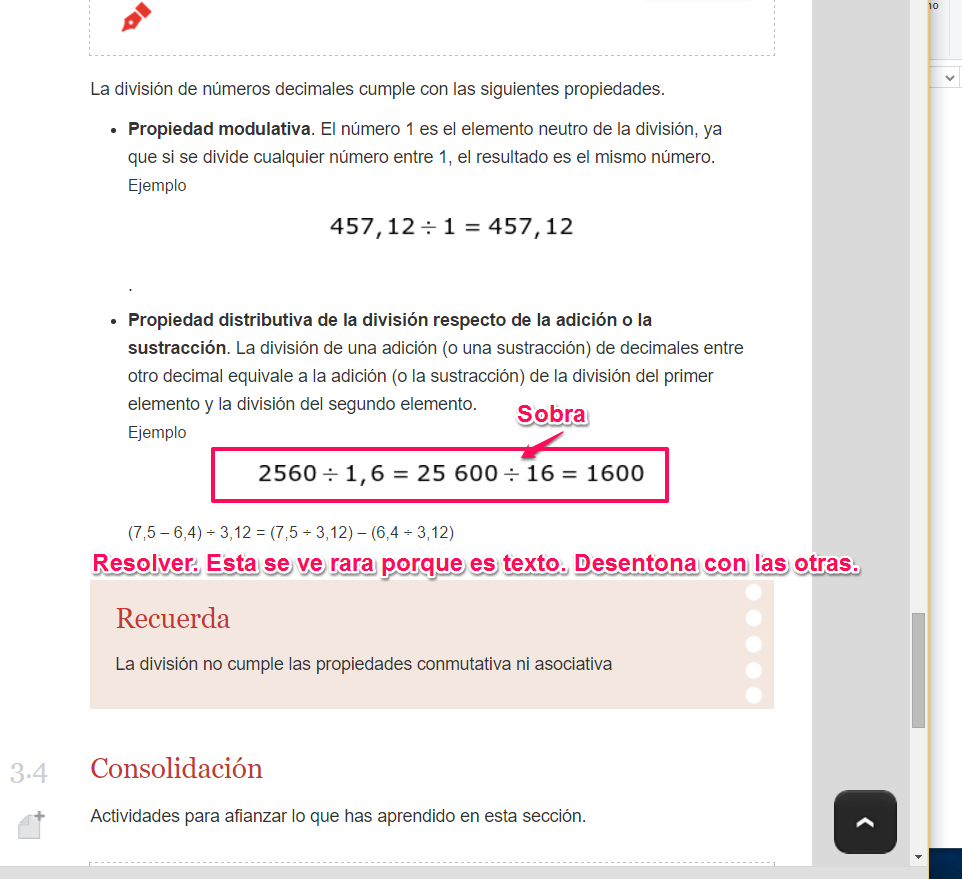 no
La división de números decimales cumple con las siguientes propiedades.
• Propiedad modulativa. El número 1 es el elemento neutro de la división, ya
que si se divide cualquier número entre 1, el resultado es el mismo número.
Ejemplo
457,12 ÷ 1 = 457,12
.
• Propiedad distributiva de la división respecto de la adición o la
sustracción. La división de una adición (o una sustracción) de decimales entre
otro decimal equivale a la adición (o la sustracción) de la división del primer
elemento y la división del segundo elemento.
Sobra
Ejemplo
2560 ÷ 1,6 = 25 600 ÷ 16 = 1600
(7,5 – 6,4) ÷ 3,12 = (7,5 ÷ 3,12) – (6,4 ÷ 3,12)
Resolver. Esta se ve rara porque es texto. Desentona con las otras.
Recuerda
La división no cumple las propiedades conmutativa ni asociativa
3.4
Consolidación
Actividades para afianzar lo que has aprendido en esta sección.